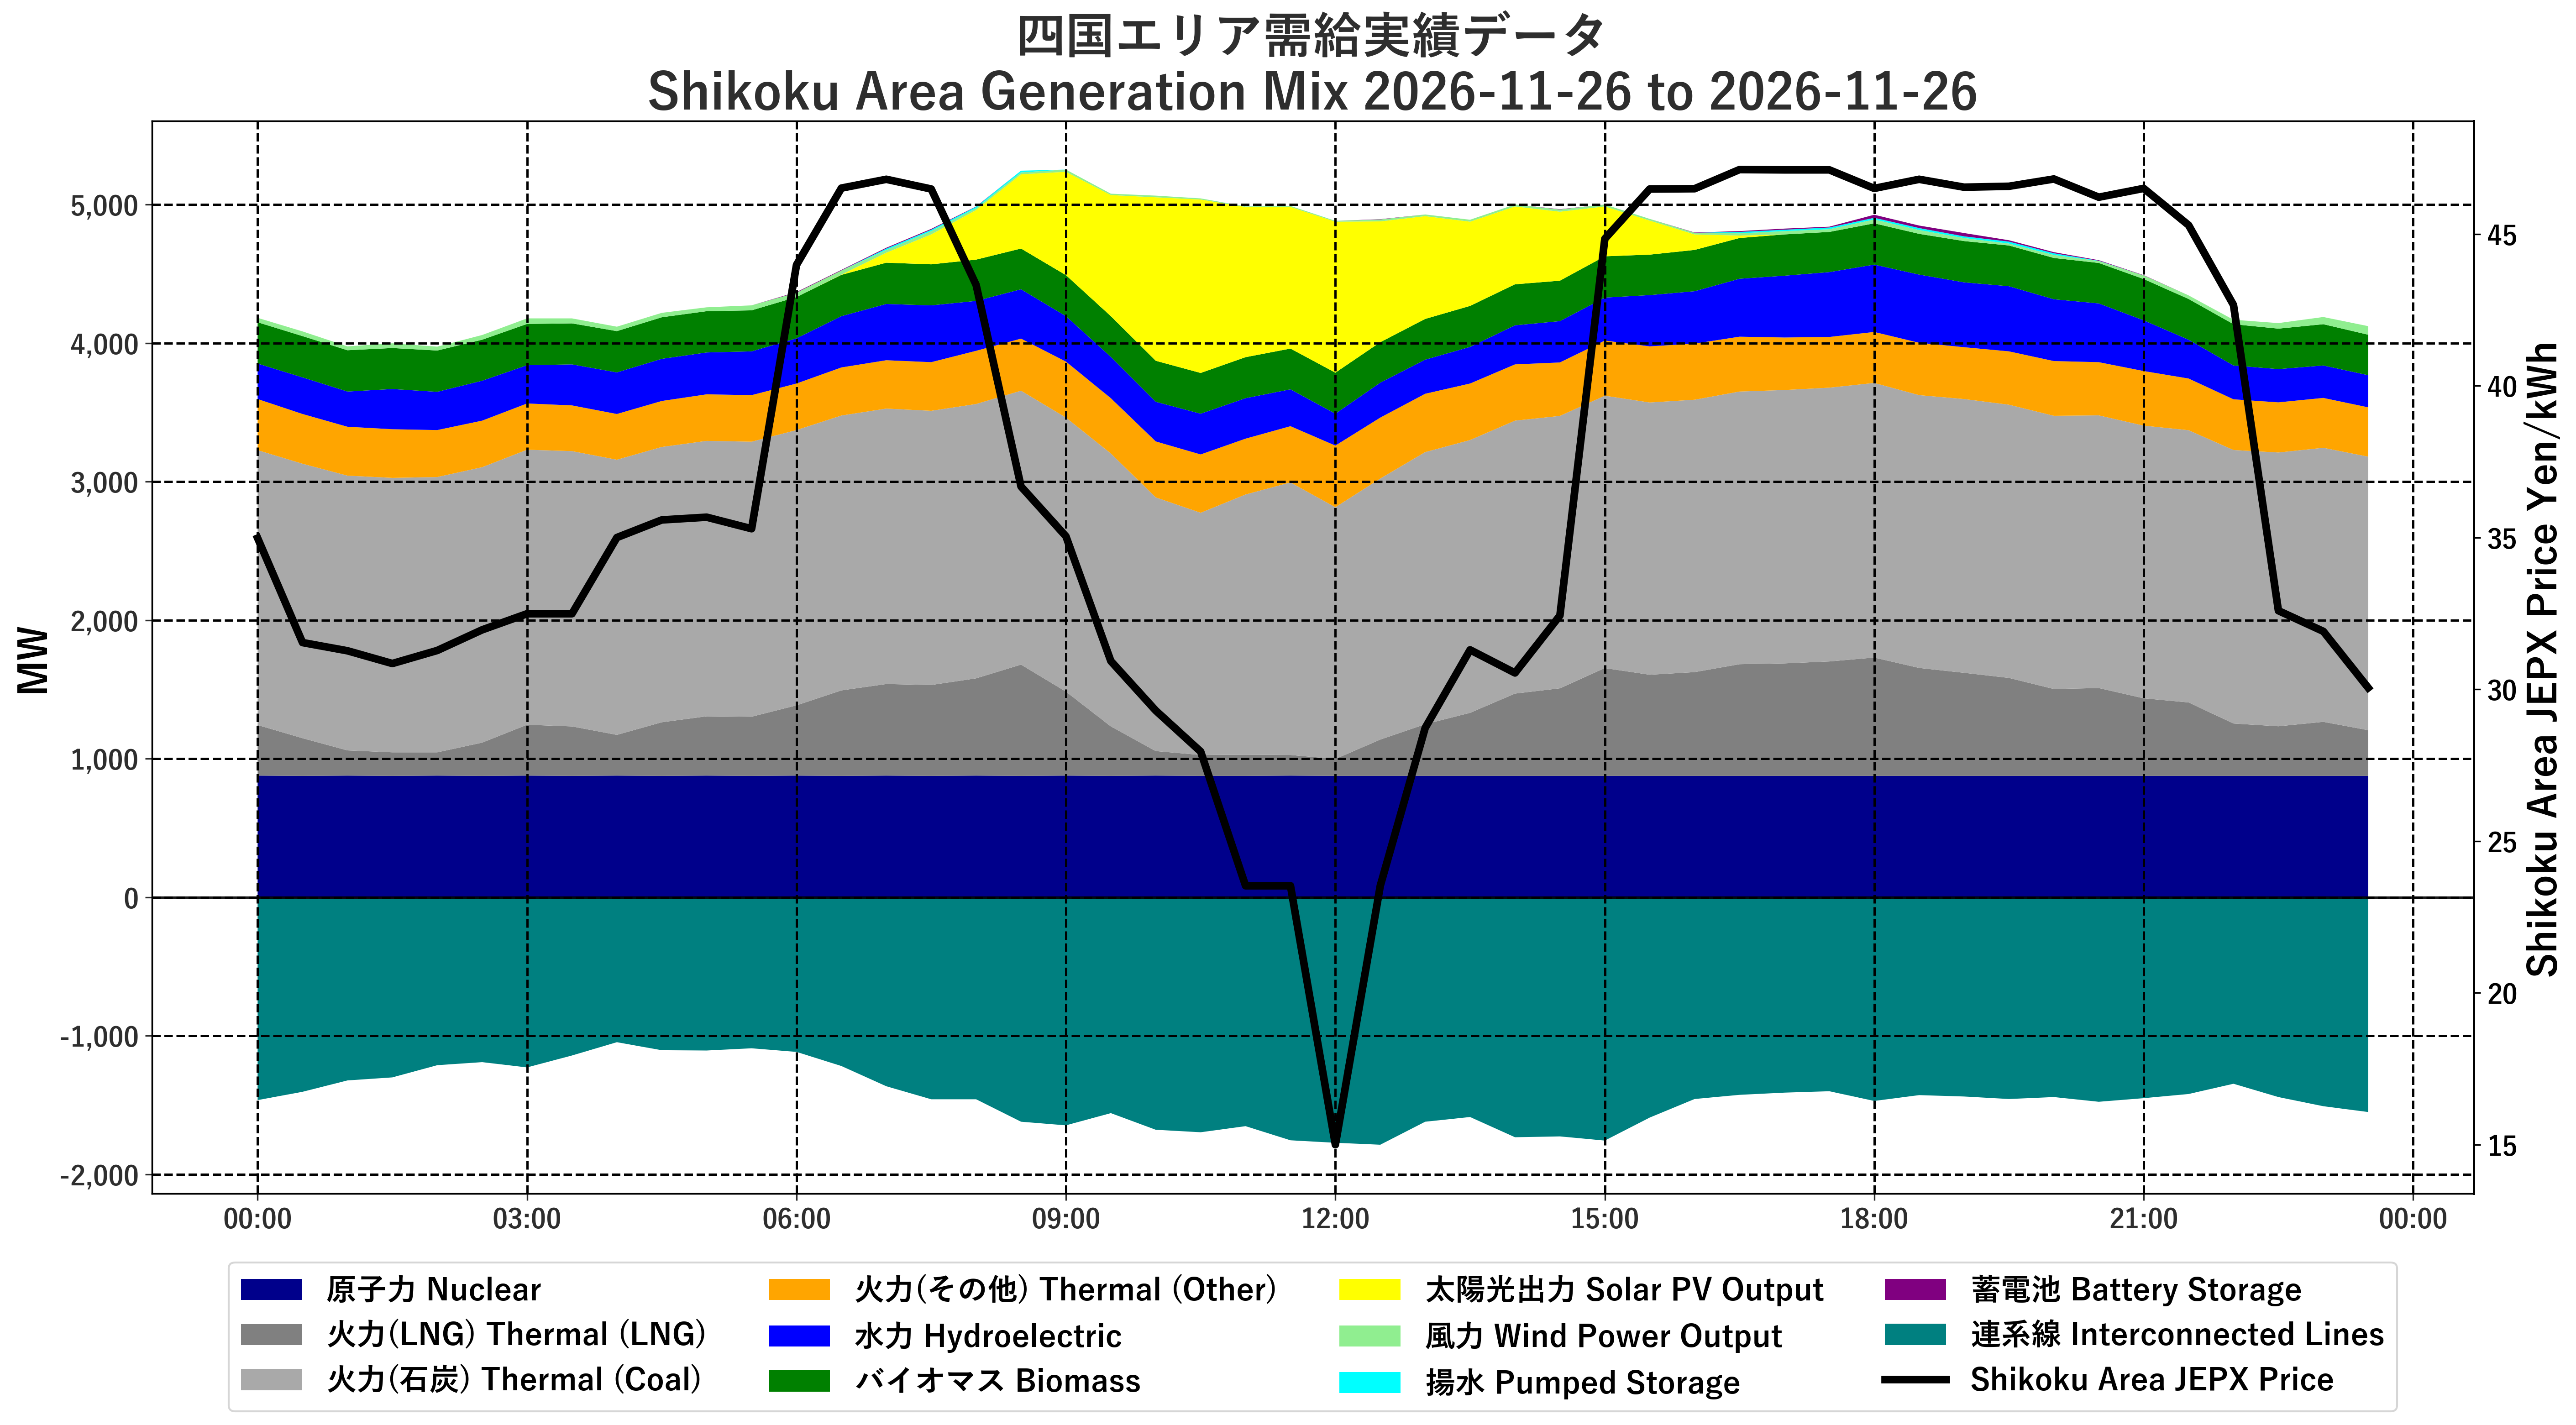 四国エリア需給実績データ
Shikoku Area Generation Mix 2026-11-26 to 2026-11-26
MW
5,000
4,000
3,000
2,000
1,000
0
-1,000
-2,000
45
40
35
30
25
20
15
Shikoku Area JEPX Price Yen/kWh
00:00 03:00 06:00 09:00 12:00 15:00 18:00 21:00 00:00
原子力 Nuclear
火力(LNG) Thermal (LNG)
火力(石炭) Thermal (Coal)
火力(その他) Thermal (Other)
水力 Hydroelectric
バイオマス Biomass
太陽光出力 Solar PV Output
風力 Wind Power Output
揚水 Pumped Storage
蓄電池 Battery Storage
連系線 Interconnected Lines
Shikoku Area JEPX Price